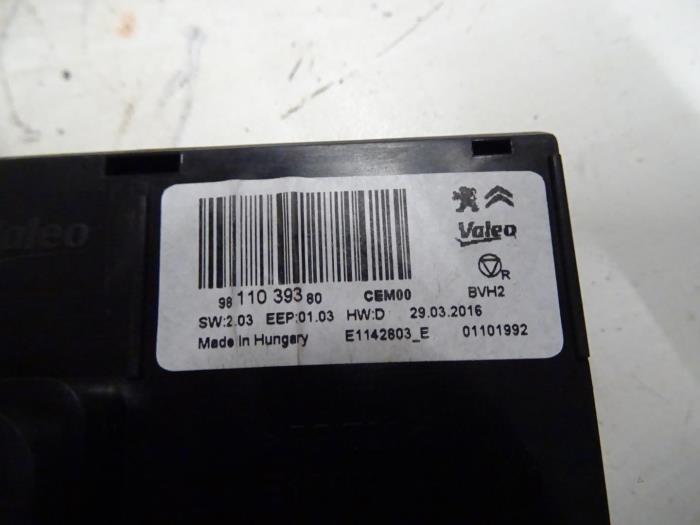 Valeo
Valeo
R
BVH2
98 110 393 80 CEM00
SW:2.03 EEP:01.03 HW:D 29.03.2016
Made in Hungary E1142803_E 01101992